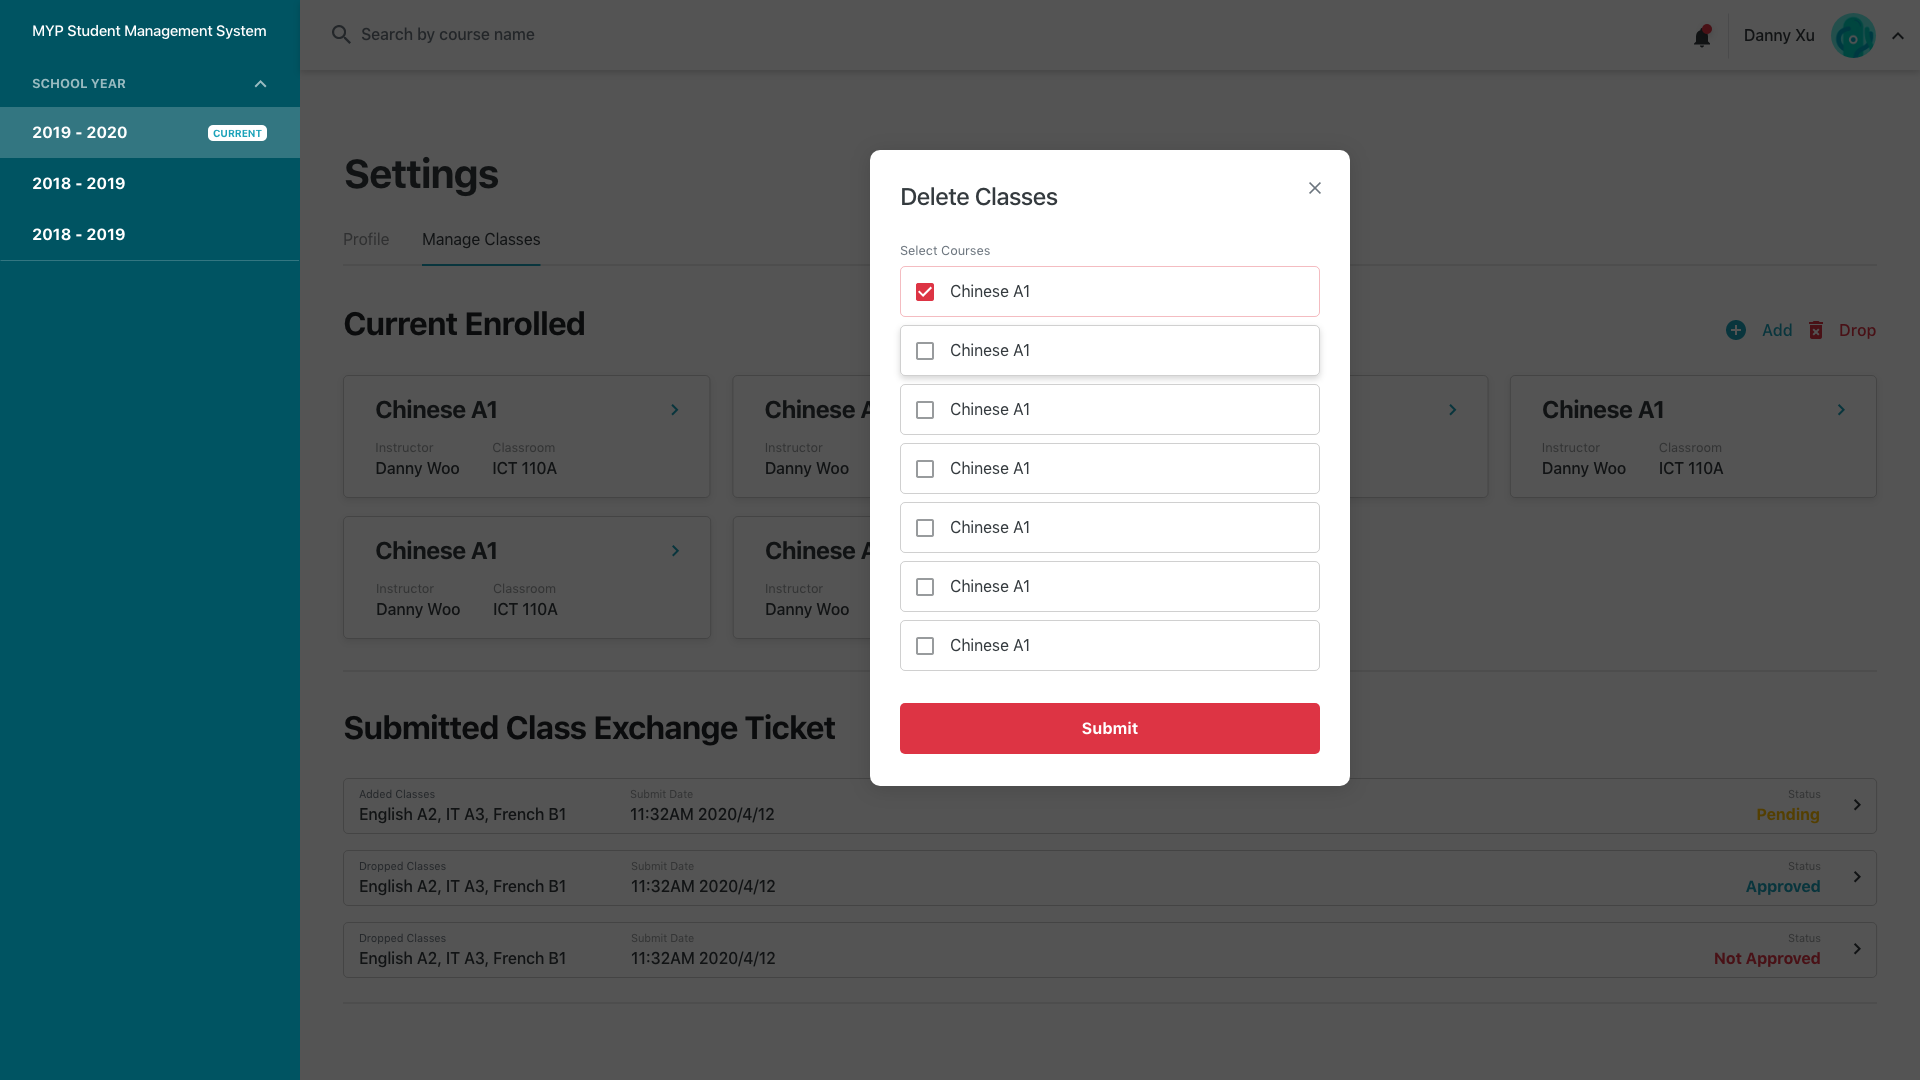 MYP Student Management System
SCHOOL YEAR
2019 - 2020
CURRENT
2018 - 2019
2018 - 2019
Search by course name
Danny Xu
Settings
Profile
Manage Classes
Current Enrolled
Add
Drop
Chinese A1
Instructor
Classroom
Danny Woo
ICT 110A
Chinese
Instructor
Danny Woo
Chinese A1
Instructor
Classroom
Danny Woo
ICT 110A
Chinese A1
Instructor
Classroom
Danny Woo
ICT 110A
Chinese
Instructor
Danny Woo
Submitted Class Exchange Ticket
Added Classes
Submit Date
Status
English A2, IT A3, French B1
11:32AM 2020/4/12
Pending
Dropped Classes
Submit Date
Status
English A2, IT A3, French B1
11:32AM 2020/4/12
Approved
Dropped Classes
Submit Date
Status
English A2, IT A3, French B1
11:32AM 2020/4/12
Not Approved
Delete Classes
Select Courses
Chinese A1
Chinese A1
Chinese A1
Chinese A1
Chinese A1
Chinese A1
Chinese A1
Submit